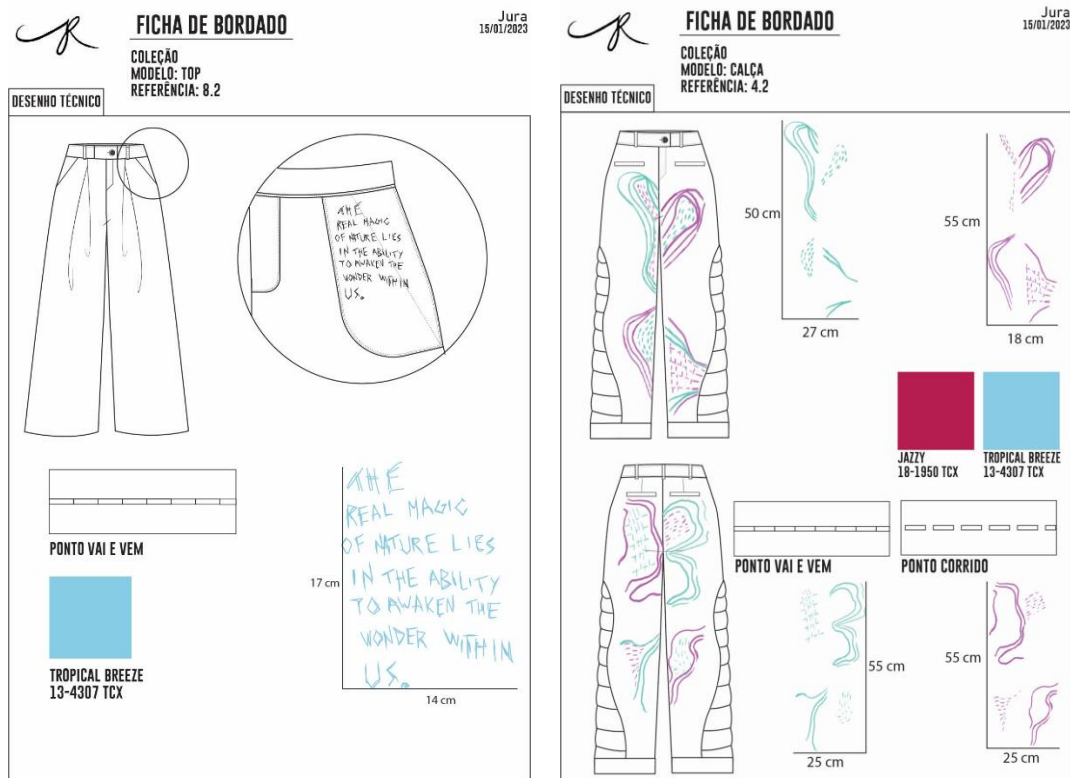 FICHA DE BORDADO
Jura
15/01/2023
COLEÇÃO
MODELO: TOP
REFERÊNCIA: 8.2
DESENHO TÉCNICO
THE
REAL MAGIC
OF NATURE LIES
IN THE ABILITY
TO AWAKEN THE
WONDER WITHIN
US.
PONTO VAI E VEM
TROPICAL BREEZE
13-4307 TCX
17 cm
THE
REAL MAGIC
OF NATURE LIES
IN THE ABILITY
TO AWAKEN THE
WONDER WITHIN
US.
14 cm
FICHA DE BORDADO
Jura
15/01/2023
COLEÇÃO
MODELO: CALÇA
REFERÊNCIA: 4.2
DESENHO TÉCNICO
50 cm
27 cm
55 cm
18 cm
JAZZY
18-1950 TCX
TROPICAL BREEZE
13-4307 TCX
PONTO VAI E VEM
PONTO CORRIDO
55 cm
25 cm
55 cm
25 cm